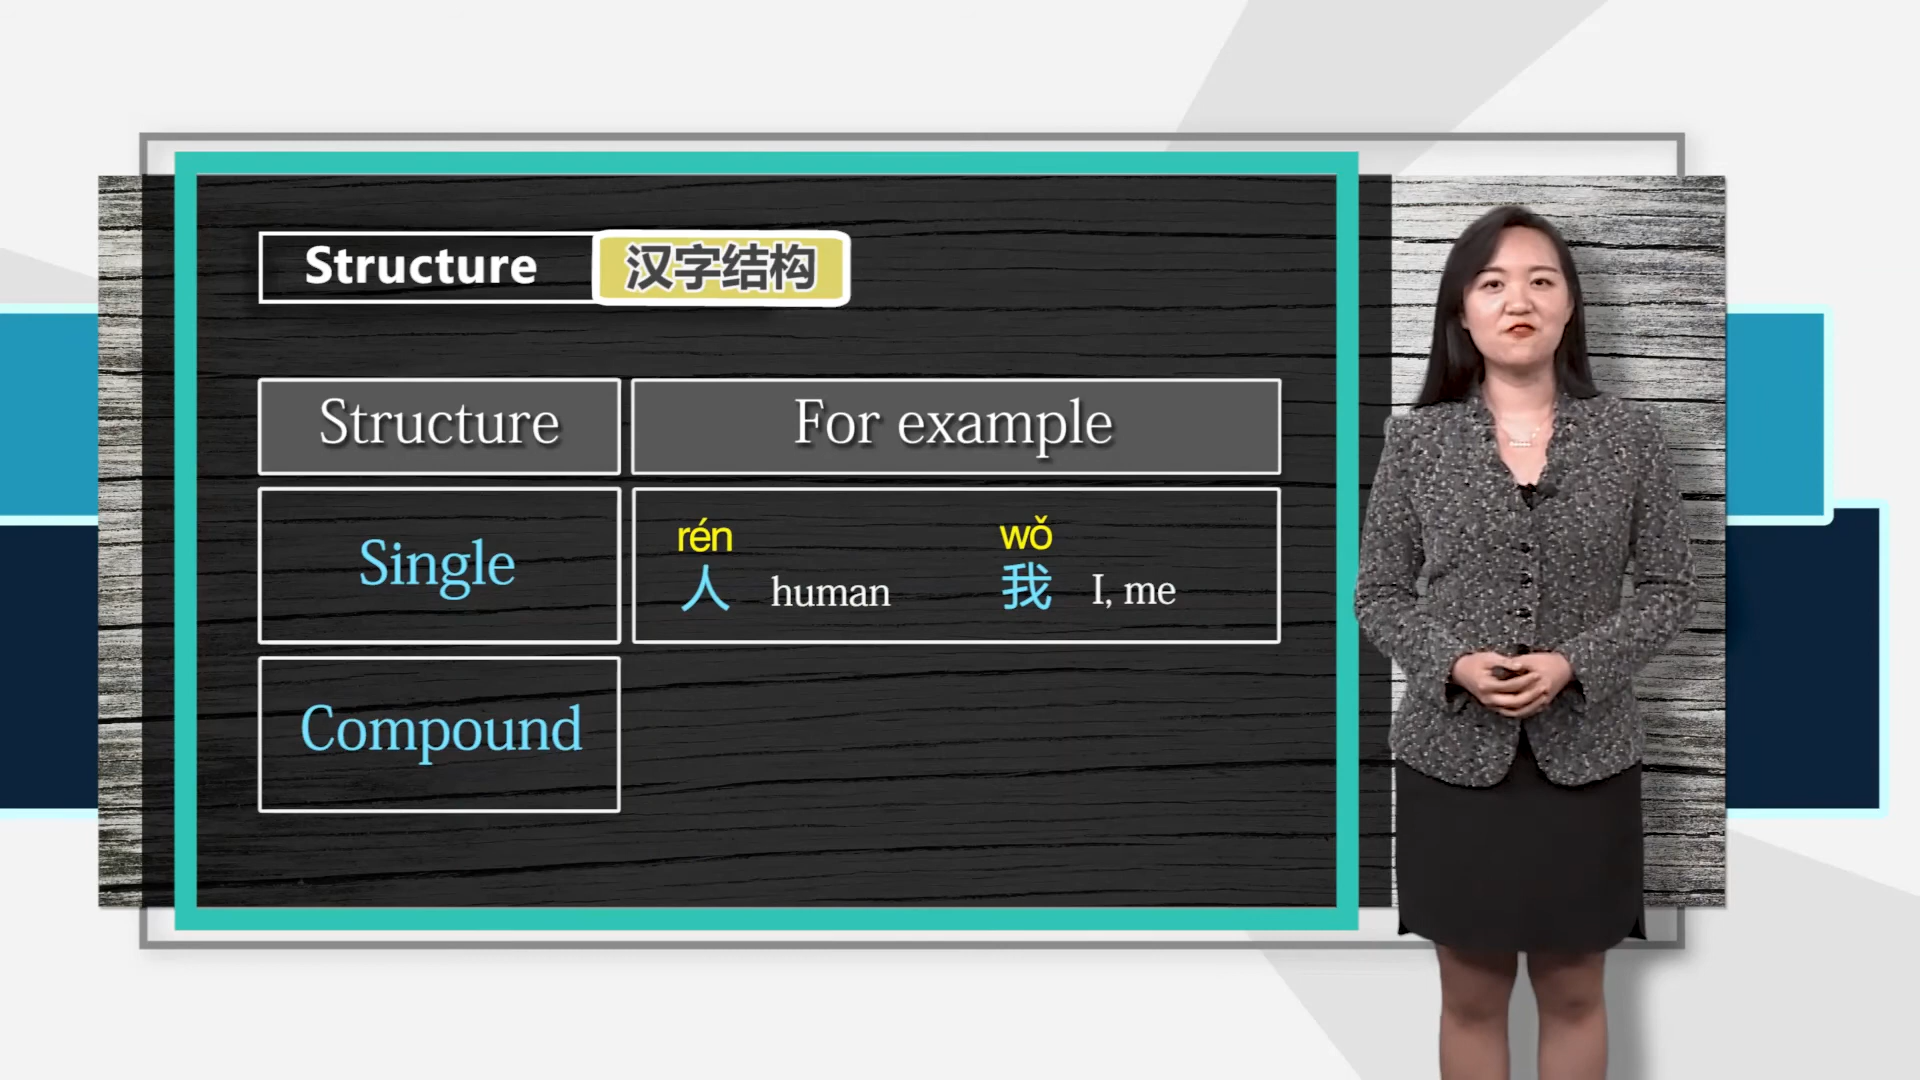 Structure 汉字结构
Structure For example
Single
rén wǒ
人 human 我 I, me
Compound